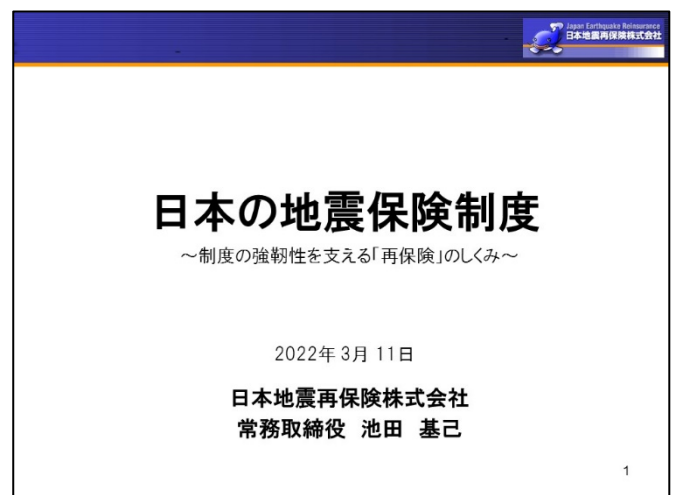 Japan Earthquake Reinsurance
日本地震再保険株式会社
日本の地震保険制度
～制度の強靭性を支える「再保険」のしくみ～
2022年3月11日
日本地震再保険株式会社
常務取締役 池田 基己
1